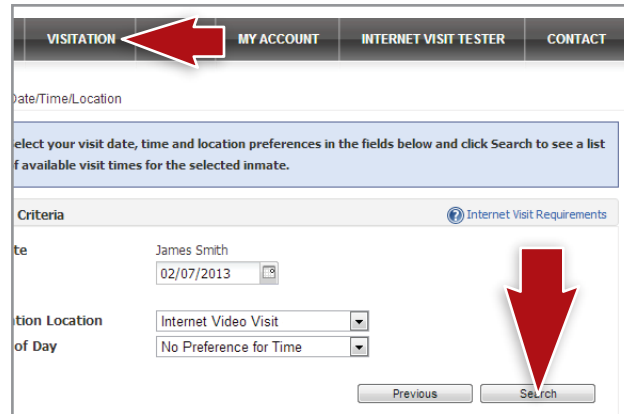 VISITATION MY ACCOUNT INTERNET VISIT TESTER CONTACT
Date/Time/Location
elect your visit date, time and location preferences in the fields below and click Search to see a list
f available visit times for the selected inmate.
Criteria Internet Visit Requirements
te James Smith
02/07/2013
tion Location Internet Video Visit
of Day No Preference for Time
Previous Search